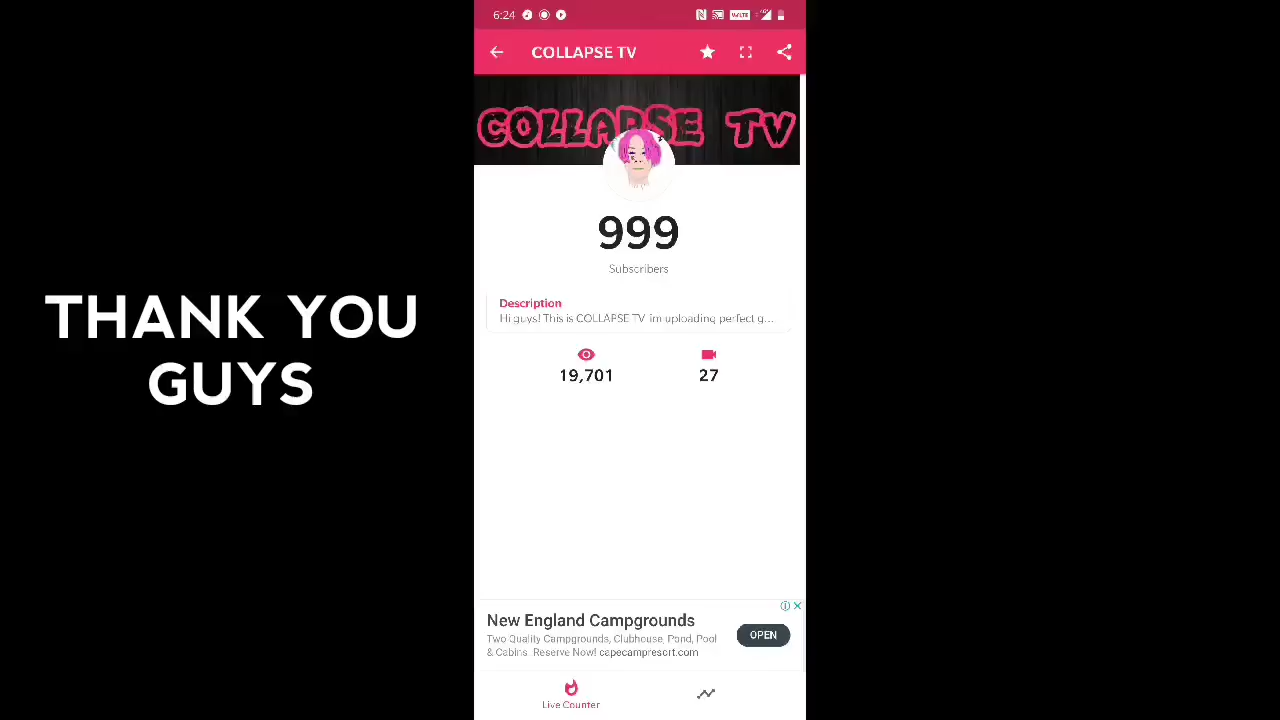 6:24
VoLTE
COLLAPSE TV
COLLAPSE TV
999
Subscribers
THANK YOU
GUYS
Description
Hi guys! This is COLLAPSE TV im uploading perfect g...
19,701
27
New England Campgrounds
Two Quality Campgrounds, Clubhouse, Pond, Pool
& Cabins. Reserve Now! capecampresort.com
OPEN
Live Counter